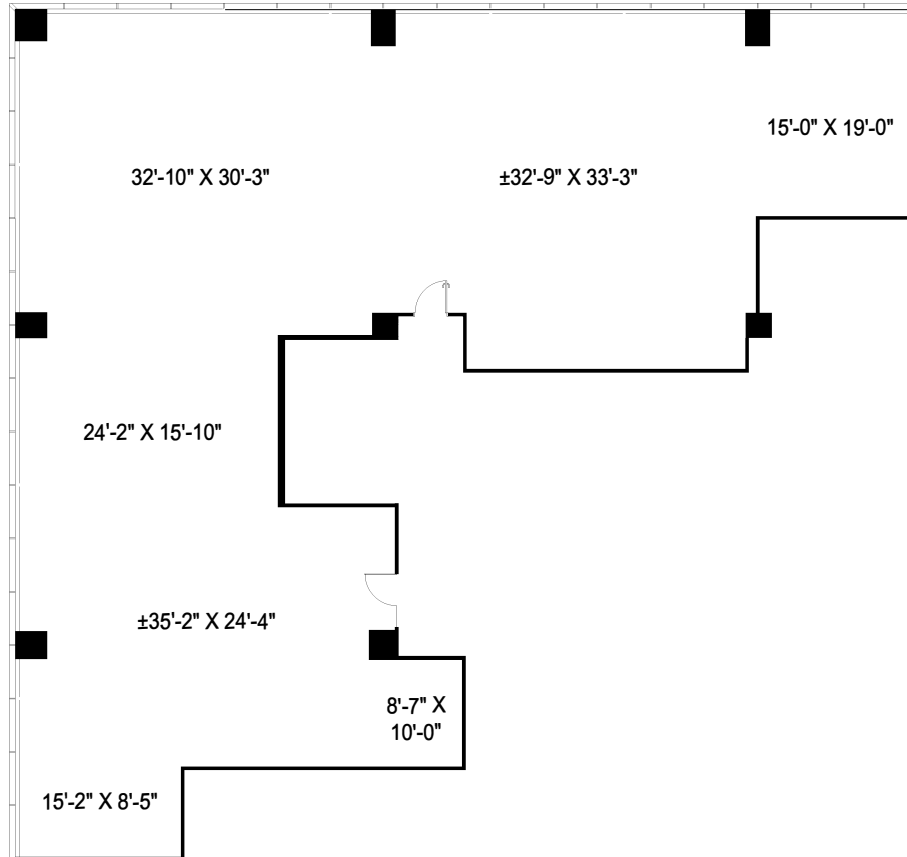 15'-0" X 19'-0"
32'-10" X 30'-3"
±32'-9" X 33'-3"
24'-2" X 15'-10"
±35'-2" X 24'-4"
8'-7" X
10'-0"
15'-2" X 8'-5"